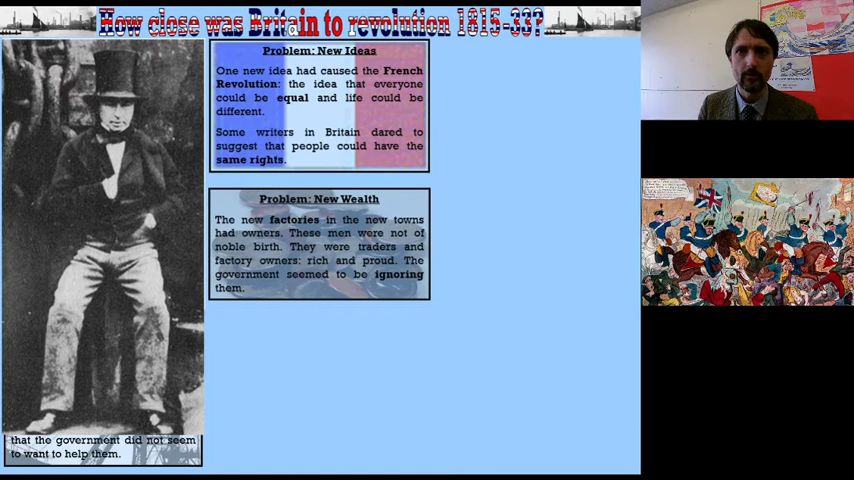 How close was Britain to revolution 1815-33?
Problem: New Ideas
One new idea had caused the French
Revolution: the idea that everyone
could be equal and life could be
different.
Some writers in Britain dared to
suggest that people could have the
same rights.
Problem: New Wealth
The new factories in the new towns
had owners. These men were not of
noble birth. They were traders and
factory owners: rich and proud. The
government seemed to be ignoring
them.
that the government did not seem
to want to help them.